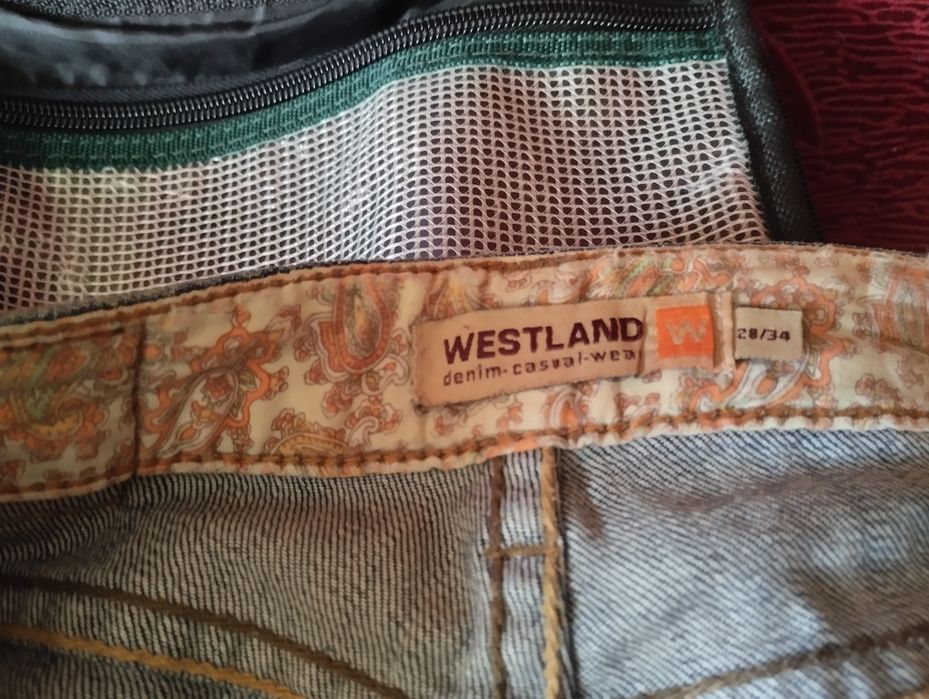 WESTLAND
denim-casual-wear
W
28/34